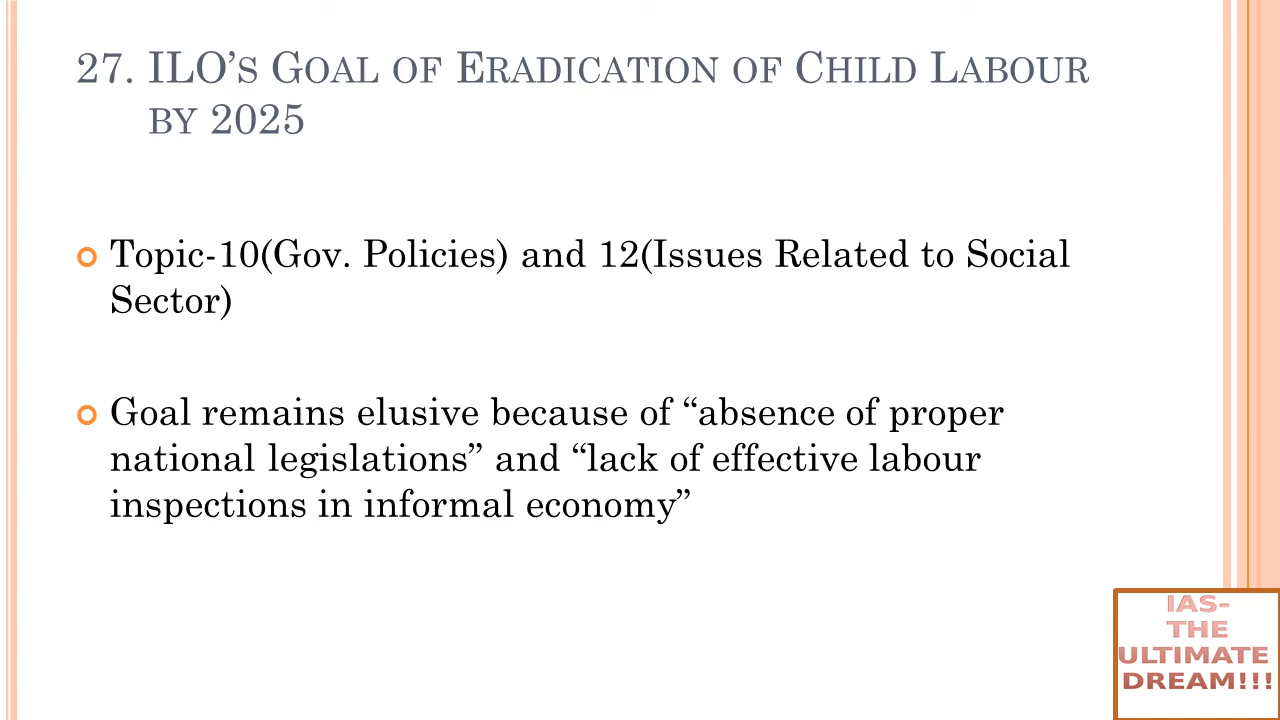 27. ILO’s Goal of Eradication of Child Labour
by 2025
Topic-10(Gov. Policies) and 12(Issues Related to Social
Sector)
Goal remains elusive because of “absence of proper
national legislations” and “lack of effective labour
inspections in informal economy”
IAS-
THE
ULTIMATE
DREAM!!!